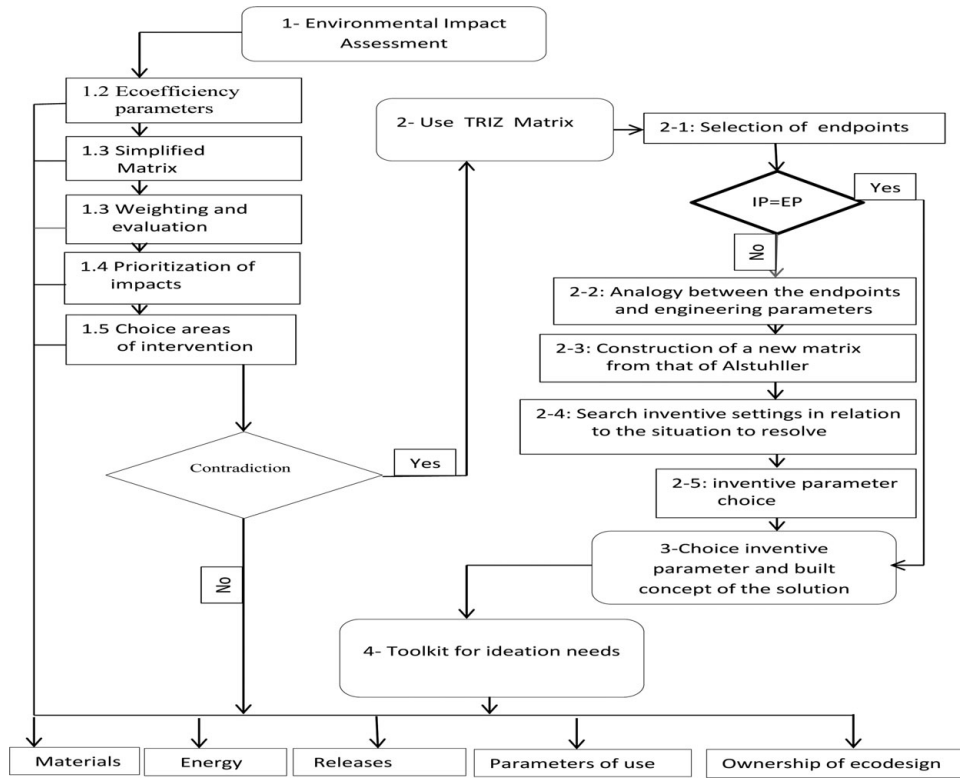 1- Environmental Impact
Assessment
1.2 Ecoefficiency
parameters
1.3 Simplified
Matrix
1.3 Weighting and
evaluation
1.4 Prioritization of
impacts
1.5 Choice areas
of intervention
Contradiction
Yes
No
2- Use TRIZ Matrix
2-1: Selection of endpoints
IP=EP
Yes
No
2-2: Analogy between the endpoints
and engineering parameters
2-3: Construction of a new matrix
from that of Alstuhller
2-4: Search inventive settings in relation
to the situation to resolve
2-5: inventive parameter
choice
3-Choice inventive
parameter and built
concept of the solution
4- Toolkit for ideation needs
Materials
Energy
Releases
Parameters of use
Ownership of ecodesign